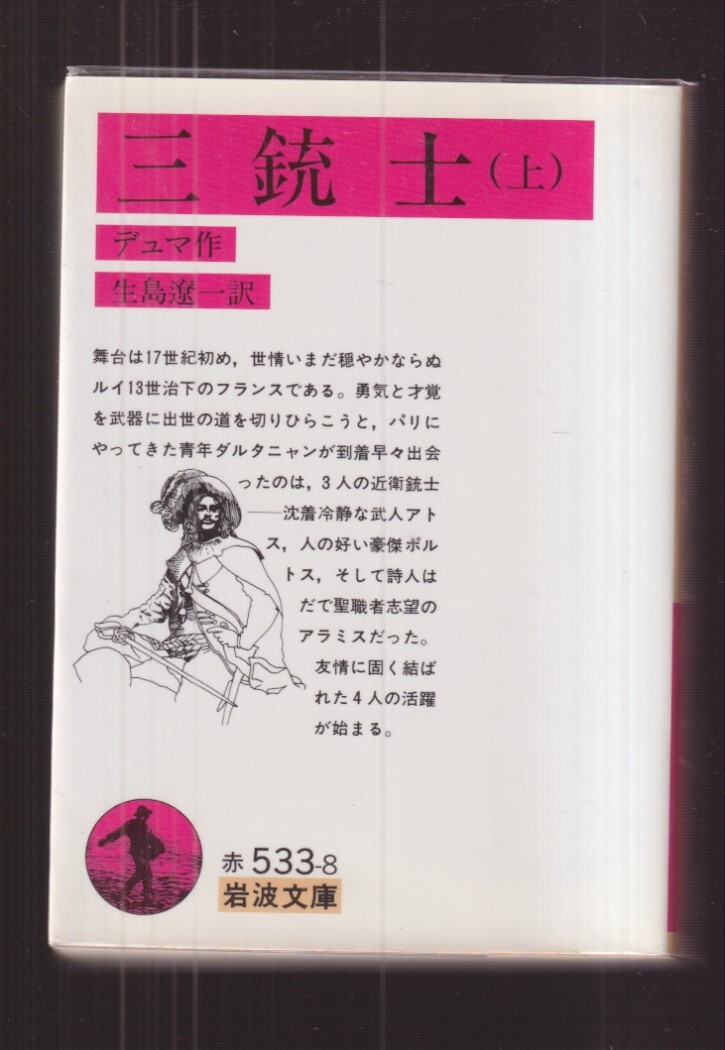 三銃士(上)
デュマ作
生島遼一訳
舞台は17世紀初め，世情いまだ穏やかならぬ
ルイ13世治下のフランスである。勇気と才覚
を武器に出世の道を切りひらこうと，パリに
やってきた青年ダルタニャンが到着早々出会
ったのは，3人の近衛銃士
──沈着冷静な武人アト
ス，人の好い豪傑ポル
トス，そして詩人は
だで聖職者志望の
アラミスだった。
友情に固く結ば
れた4人の活躍
が始まる。
赤 533-8
岩波文庫